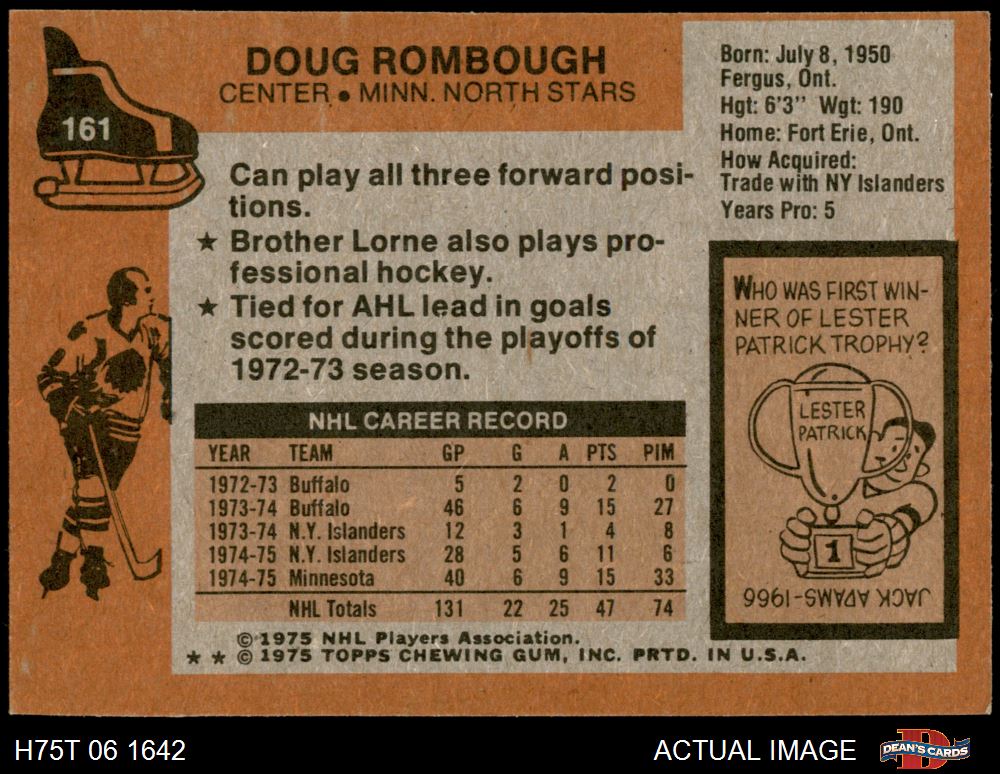 161
DOUG ROMBOUGH
CENTER • MINN. NORTH STARS
Born: July 8, 1950
Fergus, Ont.
Hgt: 6'3" Wgt: 190
Home: Fort Erie, Ont.
How Acquired:
Trade with NY Islanders
Years Pro: 5
Can play all three forward posi-
tions.
★ Brother Lorne also plays pro-
fessional hockey.
★ Tied for AHL lead in goals
scored during the playoffs of
1972-73 season.
WHO WAS FIRST WIN-
NER OF LESTER
PATRICK TROPHY?
LESTER
PATRICK
1
JACK ADAMS-1966
NHL CAREER RECORD
YEAR TEAM GP G A PTS PIM
1972-73 Buffalo 5 2 0 2 0
1973-74 Buffalo 46 6 9 15 27
1973-74 N.Y. Islanders 12 3 1 4 8
1974-75 N.Y. Islanders 28 5 6 11 6
1974-75 Minnesota 40 6 9 15 33
NHL Totals 131 22 25 47 74
© 1975 NHL Players Association.
★ ★ © 1975 TOPPS CHEWING GUM, INC. PRTD. IN U.S.A.
H75T 06 1642
ACTUAL IMAGE
DEAN'S CARDS